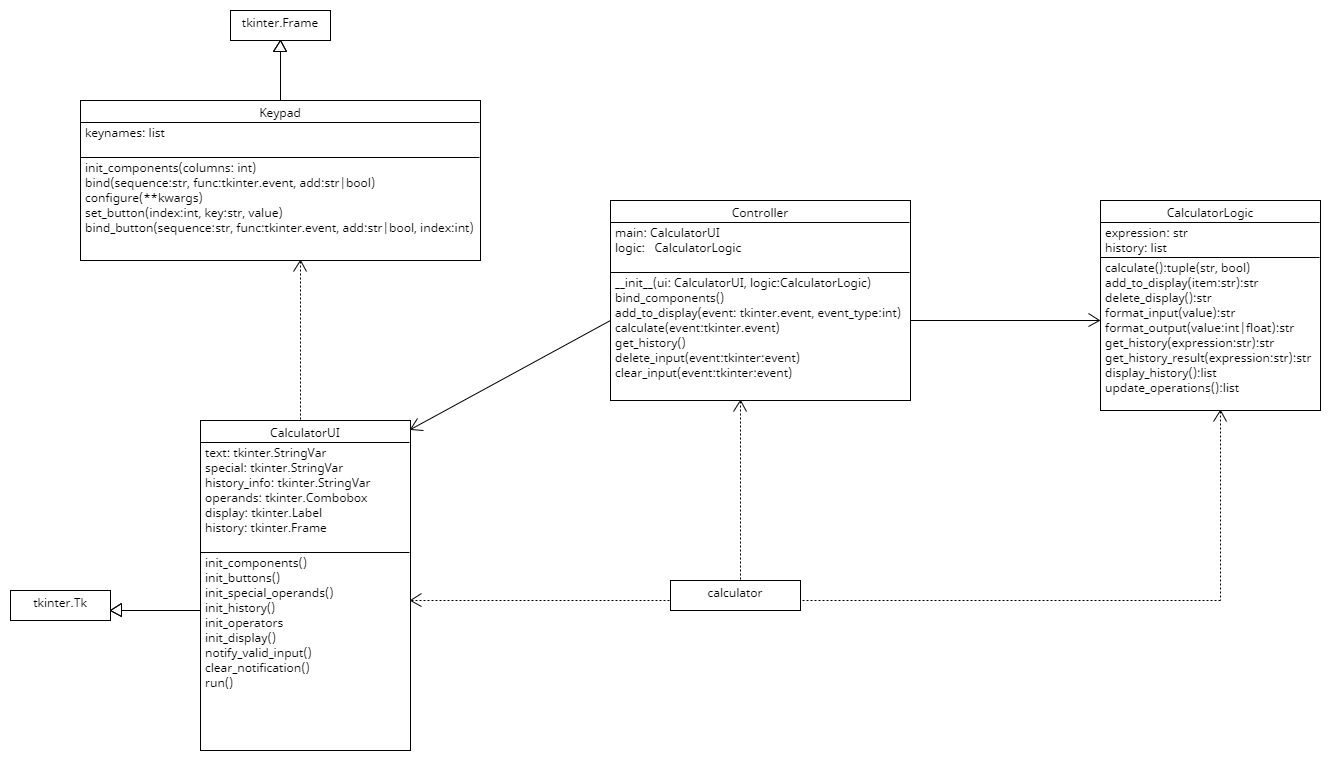 tkinter.Frame
Keypad
keynames: list
init_components(columns: int)
bind(sequence:str, func:tkinter.event, add:str|bool)
configure(**kwargs)
set_button(index:int, key:str, value)
bind_button(sequence:str, func:tkinter.event, add:str|bool, index:int)
Controller
main: CalculatorUI
logic:   CalculatorLogic
__init__(ui: CalculatorUI, logic:CalculatorLogic)
bind_components()
add_to_display(event: tkinter.event, event_type:int)
calculate(event:tkinter.event)
get_history()
delete_input(event:tkinter:event)
clear_input(event:tkinter:event)
CalculatorLogic
expression: str
history: list
calculate():tuple(str, bool)
add_to_display(item:str):str
delete_display():str
format_input(value):str
format_output(value:int|float):str
get_history(expression:str):str
get_history_result(expression:str):str
display_history():list
update_operations():list
CalculatorUI
text: tkinter.StringVar
special: tkinter.StringVar
history_info: tkinter.StringVar
operands: tkinter.Combobox
display: tkinter.Label
history: tkinter.Frame
init_components()
init_buttons()
init_special_operands()
init_history()
init_operators
init_display()
notify_valid_input()
clear_notification()
run()
tkinter.Tk
calculator